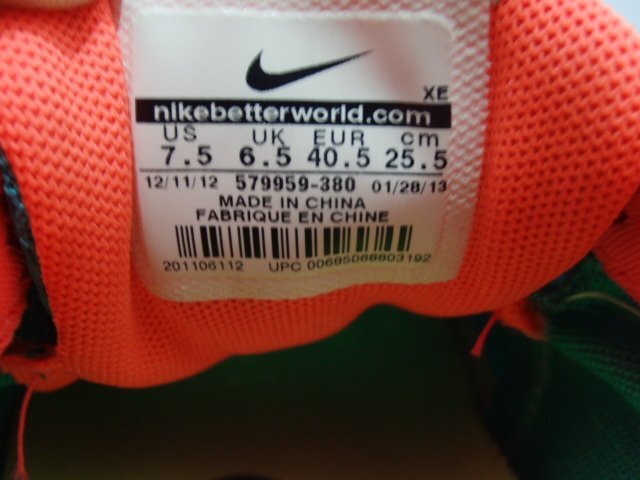 XE
nikebetterworld.com
US UK EUR cm
7.5 6.5 40.5 25.5
12/11/12 579959-380 01/28/13
MADE IN CHINA
FABRIQUE EN CHINE
201106112 UPC 00685068803192